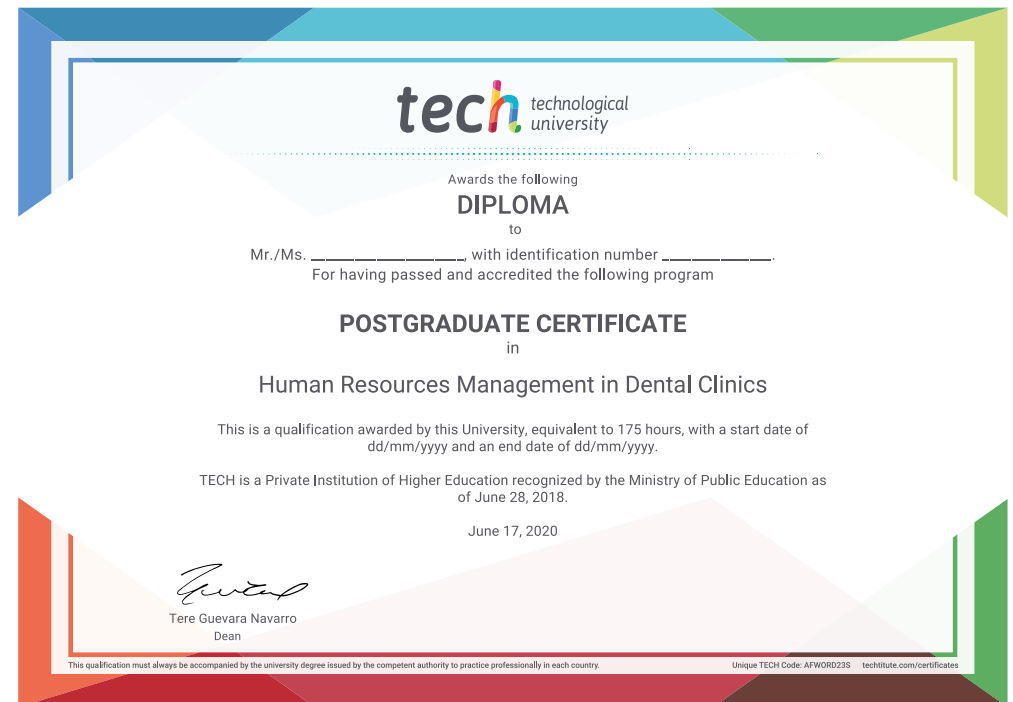 tech technological
university
Awards the following
DIPLOMA
to
Mr./Ms. ______________, with identification number __________.
For having passed and accredited the following program
POSTGRADUATE CERTIFICATE
in
Human Resources Management in Dental Clinics
This is a qualification awarded by this University, equivalent to 175 hours, with a start date of
dd/mm/yyyy and an end date of dd/mm/yyyy.
TECH is a Private Institution of Higher Education recognized by the Ministry of Public Education as
of June 28, 2018.
June 17, 2020
Tere Guevara Navarro
Dean
This qualification must always be accompanied by the university degree issued by the competent authority to practice professionally in each country.
Unique TECH Code: AFWORD23S techtitute.com/certificates